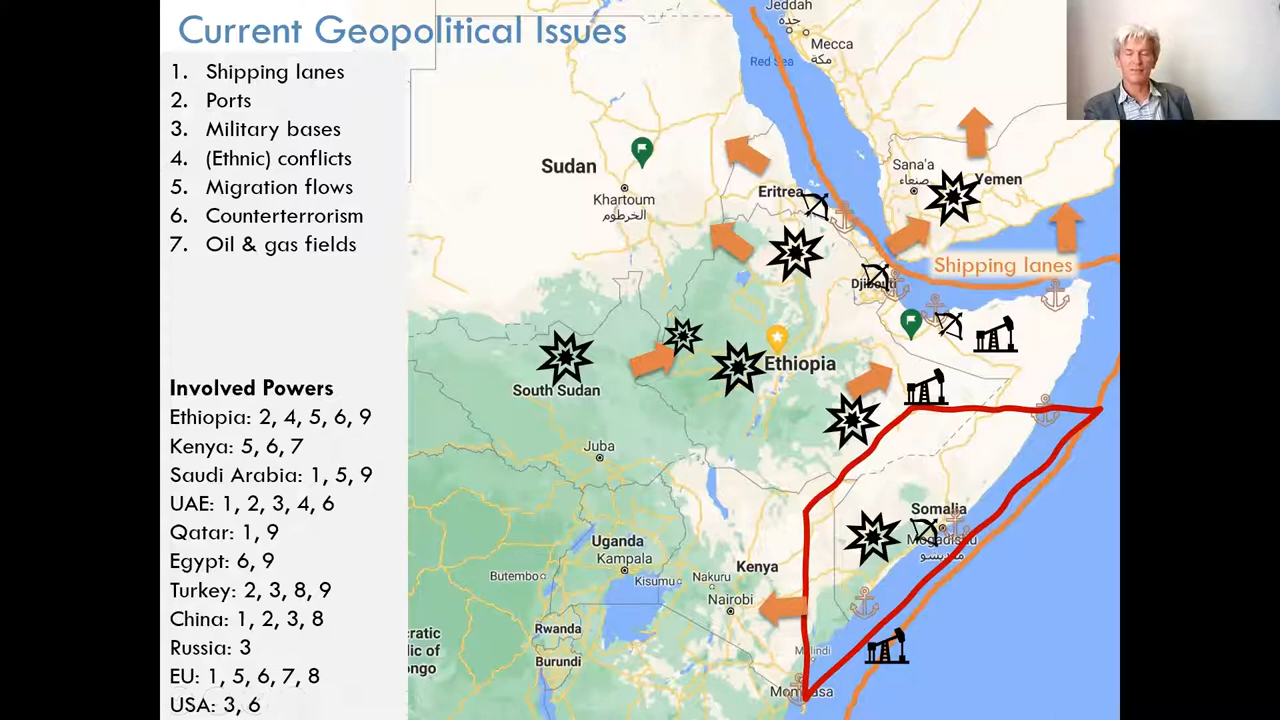 Current Geopolitical Issues
1. Shipping lanes
2. Ports
3. Military bases
4. (Ethnic) conflicts
5. Migration flows
6. Counterterrorism
7. Oil & gas fields
Involved Powers
Ethiopia: 2, 4, 5, 6, 9
Kenya: 5, 6, 7
Saudi Arabia: 1, 5, 9
UAE: 1, 2, 3, 4, 6
Qatar: 1, 9
Egypt: 6, 9
Turkey: 2, 3, 8, 9
China: 1, 2, 3, 8
Russia: 3
EU: 1, 5, 6, 7, 8
USA: 3, 6
Jeddah
جدة
Mecca
مكة
Red Sea
Sudan
Khartoum
الخرطوم
Eritrea
Sana'a
صنعاء
Yemen
Shipping lanes
Djibouti
Ethiopia
South Sudan
Juba
Somalia
Mogadishu
مقديشو
Uganda
Kampala
Kenya
Butembo
Kisumu
Nakuru
Nairobi
Rwanda
Burundi
cratic
lic of
ongo
Malindi
Mombasa